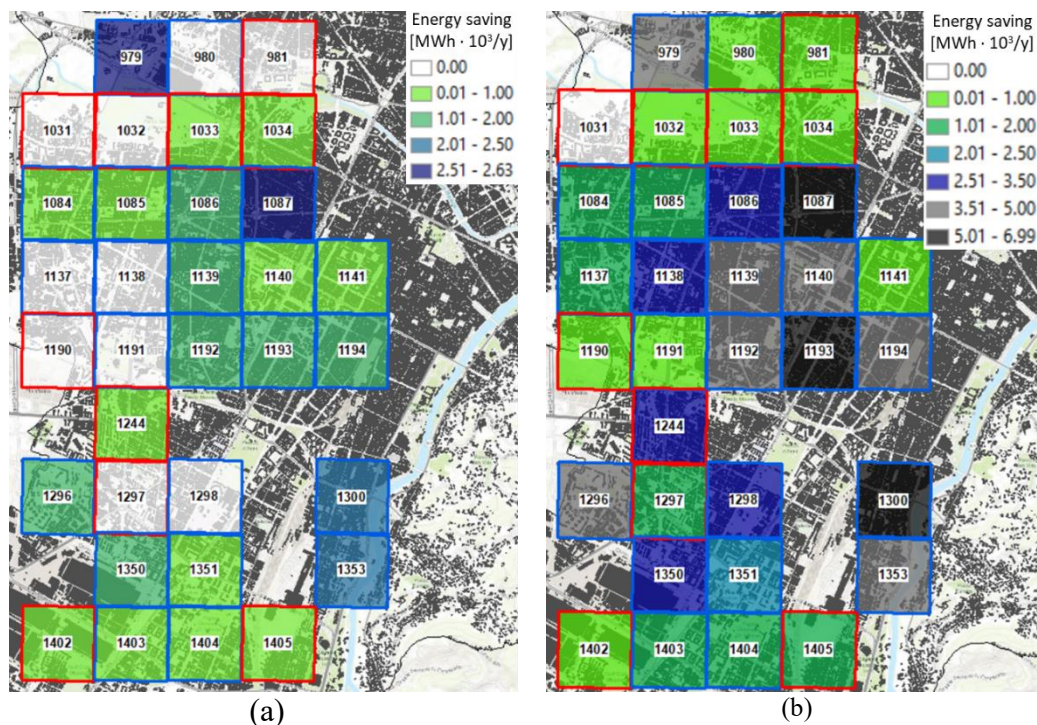 Energy saving
[MWh · 10³/y]
0.00
0.01 - 1.00
1.01 - 2.00
2.01 - 2.50
2.51 - 2.63
979 980 981
1031 1032 1033 1034
1084 1085 1086 1087
1137 1138 1139 1140 1141
1190 1191 1192 1193 1194
1244
1296 1297 1298 1300
1350 1351 1353
1402 1403 1404 1405
(a)
Energy saving
[MWh · 10³/y]
0.00
0.01 - 1.00
1.01 - 2.00
2.01 - 2.50
2.51 - 3.50
3.51 - 5.00
5.01 - 6.99
979 980 981
1031 1032 1033 1034
1084 1085 1086 1087
1137 1138 1139 1140 1141
1190 1191 1192 1193 1194
1244
1296 1297 1298 1300
1350 1351 1353
1402 1403 1404 1405
(b)